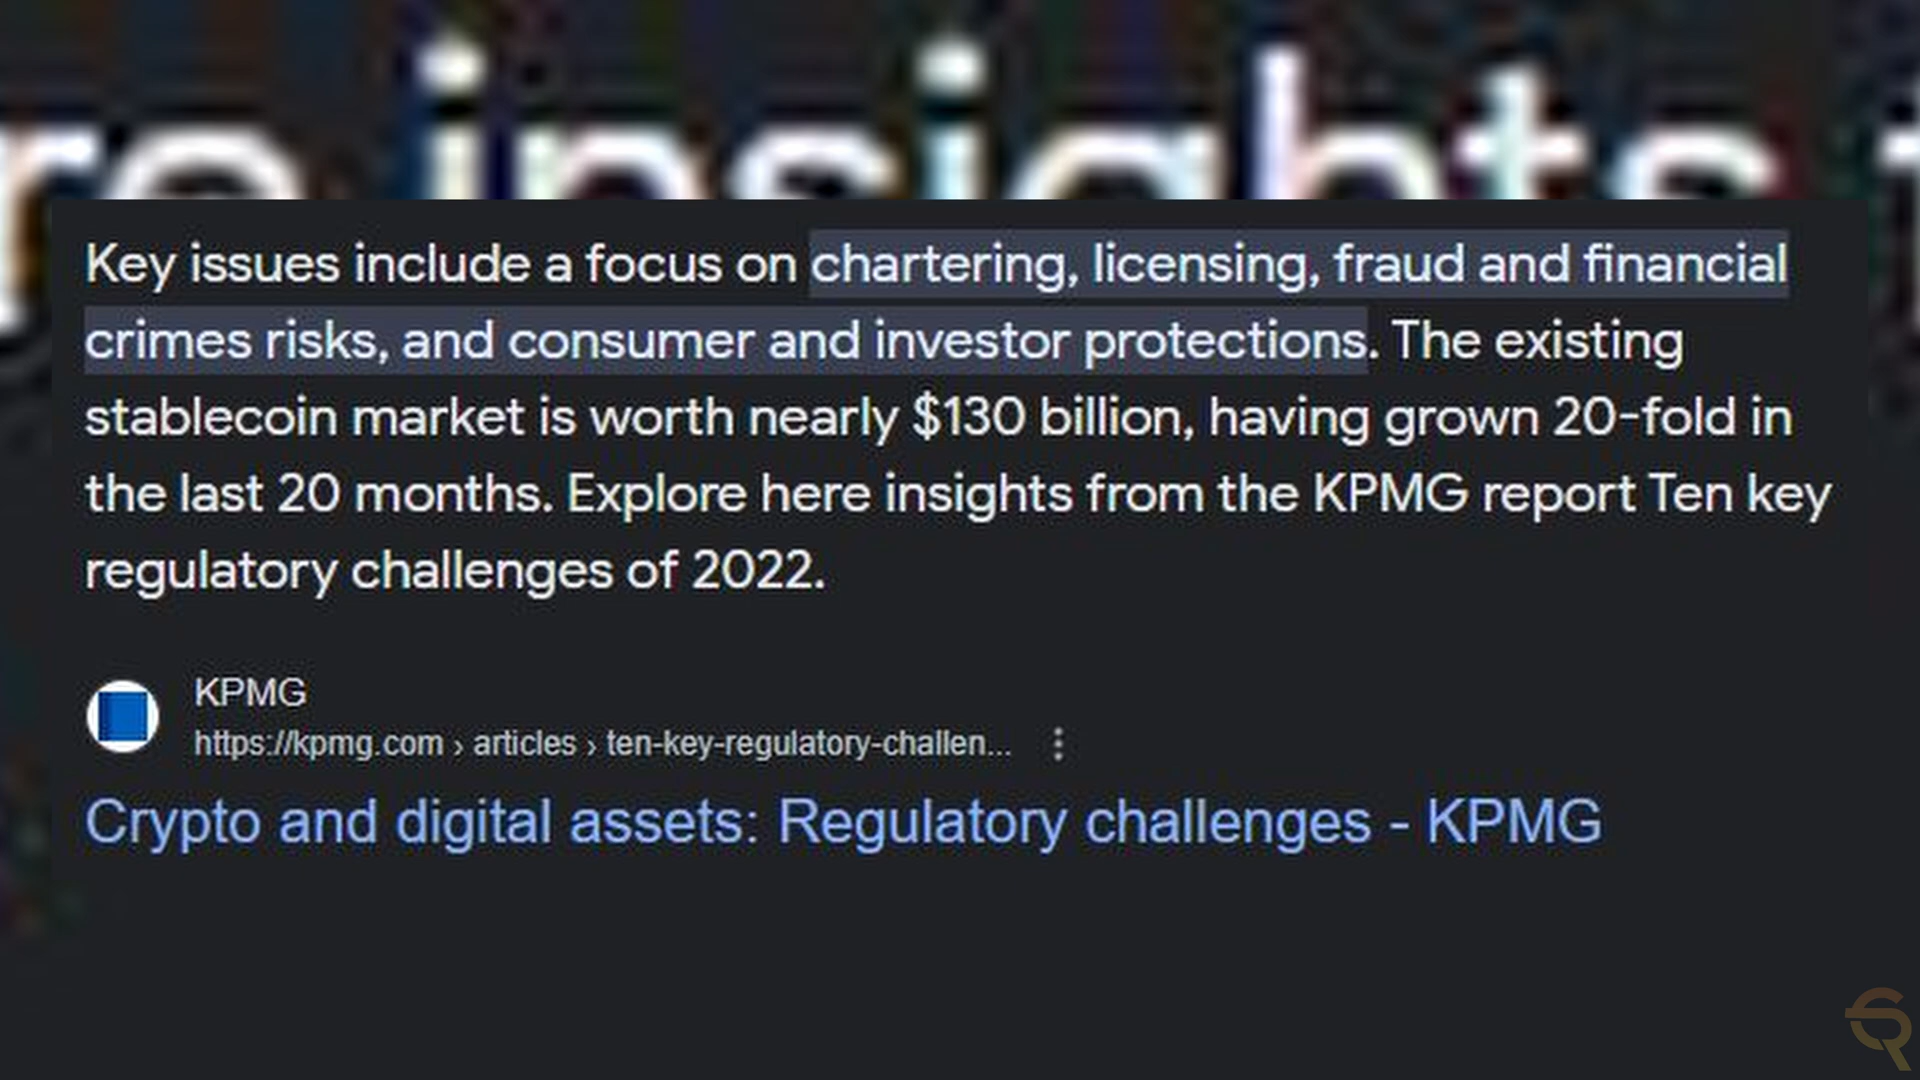 re insights
Key issues include a focus on chartering, licensing, fraud and financial
crimes risks, and consumer and investor protections. The existing
stablecoin market is worth nearly $130 billion, having grown 20-fold in
the last 20 months. Explore here insights from the KPMG report Ten key
regulatory challenges of 2022.
KPMG
https://kpmg.com › articles › ten-key-regulatory-challen...
Crypto and digital assets: Regulatory challenges - KPMG